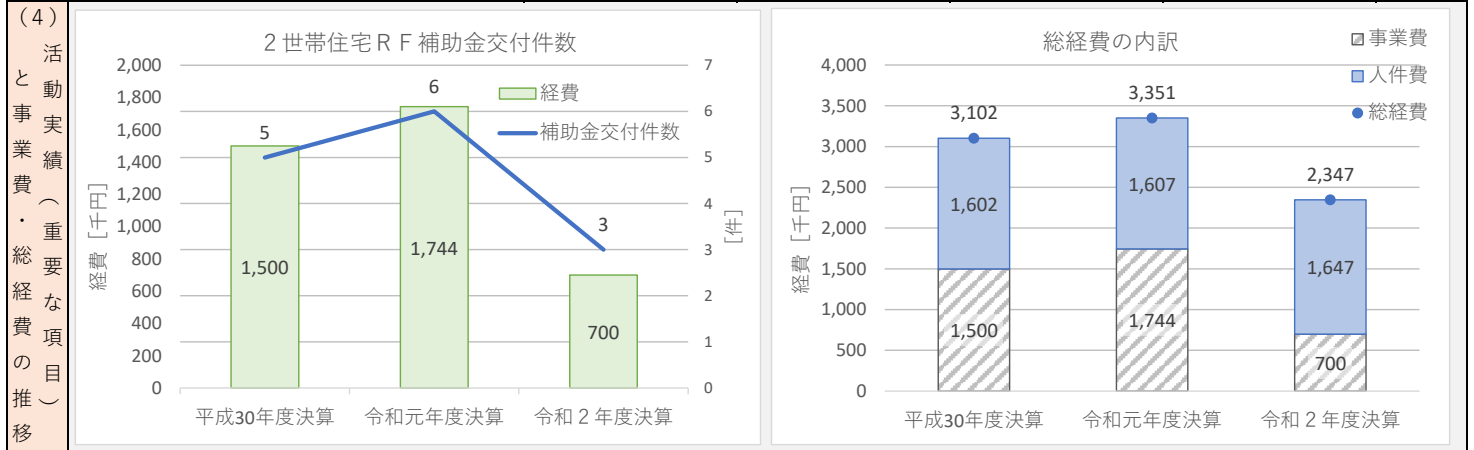 (4)
活動実績(重要な項目)
と事業費・総経費の推移
2世帯住宅RF補助金交付件数
経費
補助金交付件数
経費 [千円]
2,000
1,800
1,600
1,400
1,200
1,000
800
600
400
200
0
5
6
3
1,500
1,744
700
7
6
5
4
3
2
1
0
[件]
平成30年度決算
令和元年度決算
令和2年度決算
総経費の内訳
事業費
人件費
総経費
経費 [千円]
4,000
3,500
3,000
2,500
2,000
1,500
1,000
500
0
3,102
3,351
2,347
1,602
1,607
1,647
1,500
1,744
700
平成30年度決算
令和元年度決算
令和2年度決算